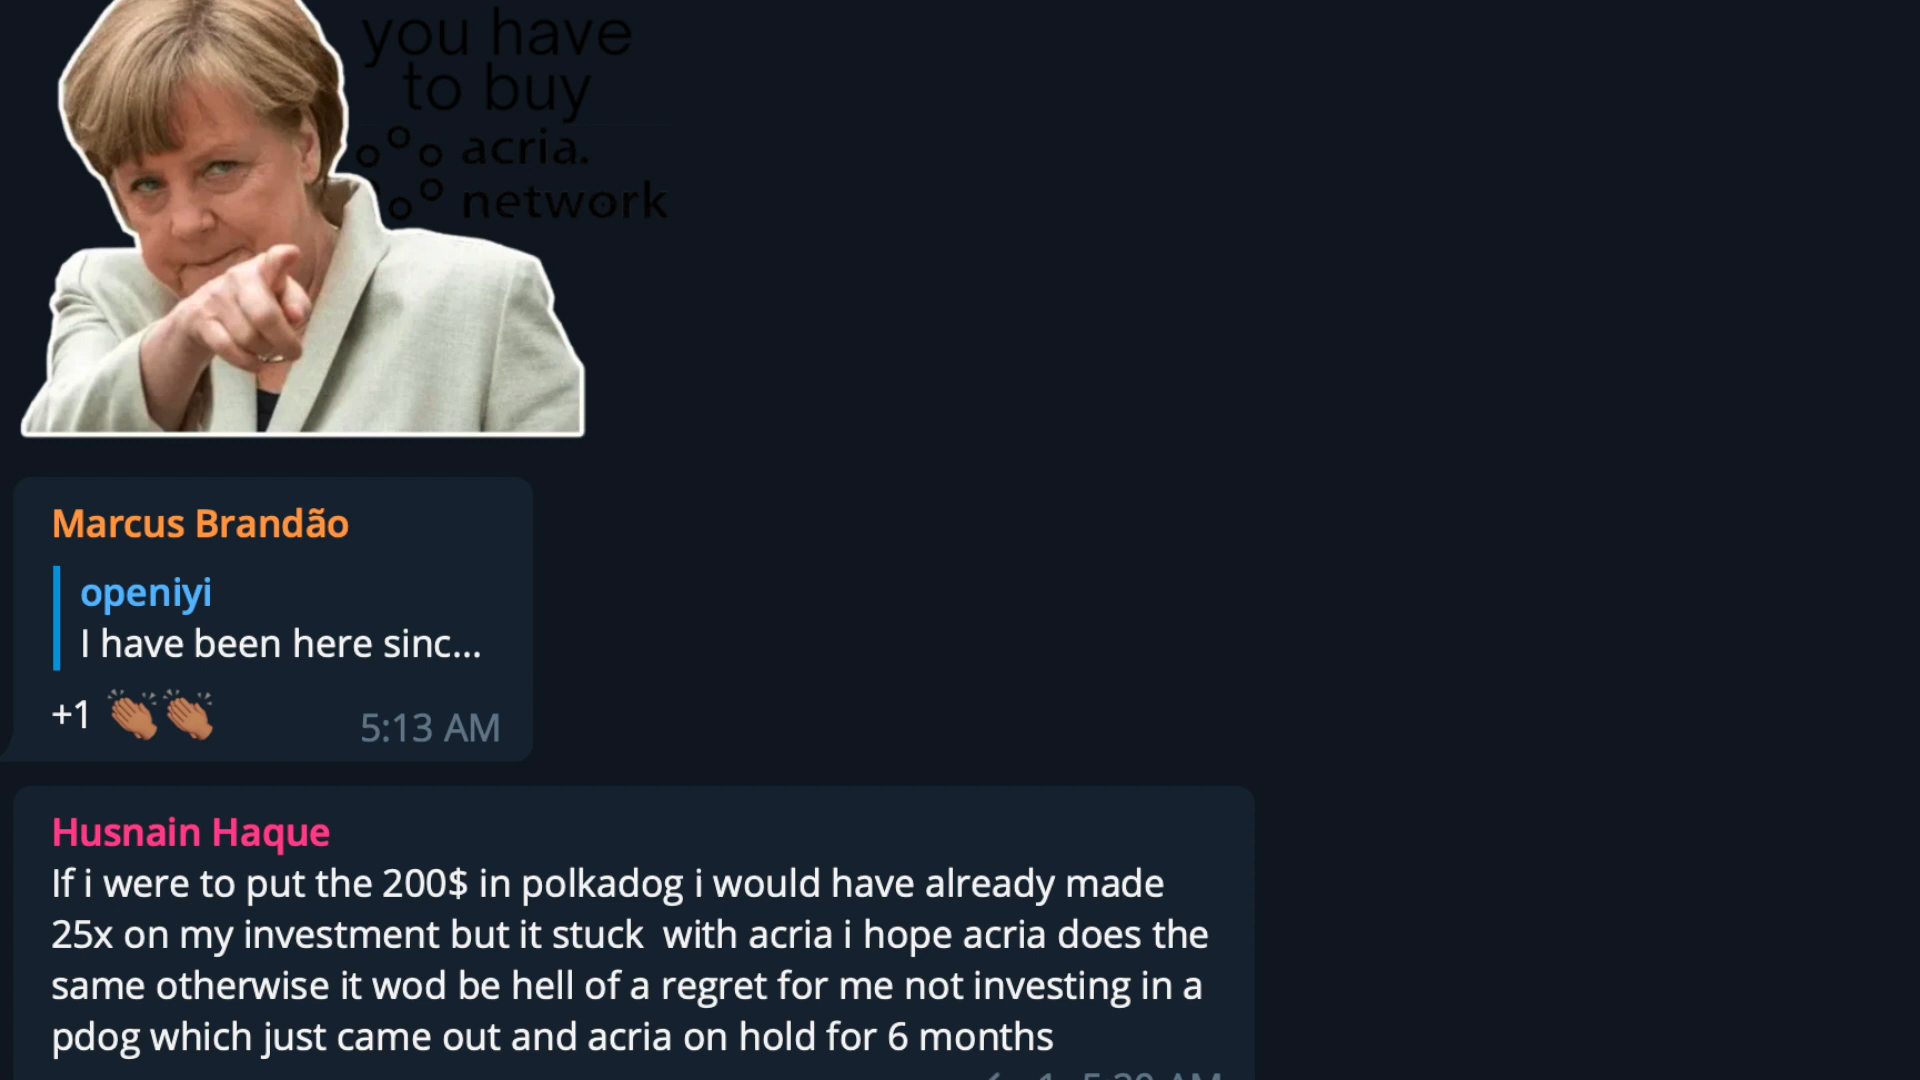 you have
to buy
acria.
network
Marcus Brandão
openiyi
I have been here sinc...
+1 👏🏽👏🏽
5:13 AM
Husnain Haque
If i were to put the 200$ in polkadog i would have already made
25x on my investment but it stuck  with acria i hope acria does the
same otherwise it wod be hell of a regret for me not investing in a
pdog which just came out and acria on hold for 6 months